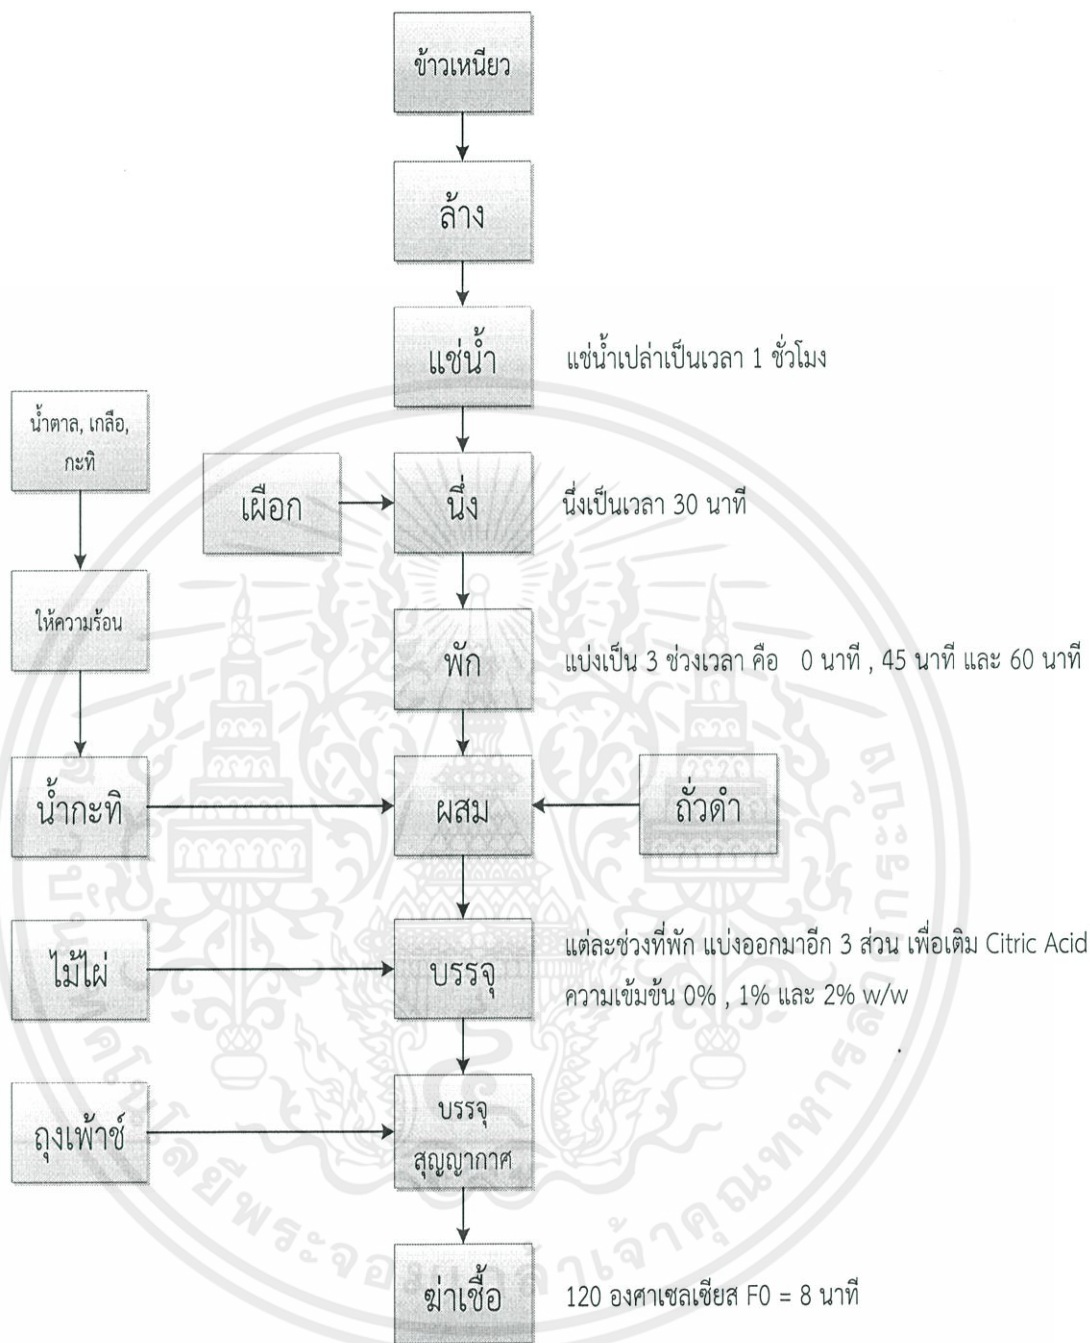 ข้าวเหนียว
ล้าง
แช่น้ำ
แช่น้ำเปล่าเป็นเวลา 1 ชั่วโมง
น้ำตาล, เกลือ,
กะทิ
เผือก
นึ่ง
นึ่งเป็นเวลา 30 นาที
ให้ความร้อน
พัก
แบ่งเป็น 3 ช่วงเวลา คือ 0 นาที , 45 นาที และ 60 นาที
น้ำกะทิ
ผสม
ถั่วดำ
ไม้ไผ่
บรรจุ
แต่ละช่วงที่พัก แบ่งออกมาอีก 3 ส่วน เพื่อเติม Citric Acid
ความเข้มข้น 0% , 1% และ 2% w/w
ถุงเพ้าช์
บรรจุ
สุญญากาศ
ฆ่าเชื้อ
120 องศาเซลเซียส F0 = 8 นาที